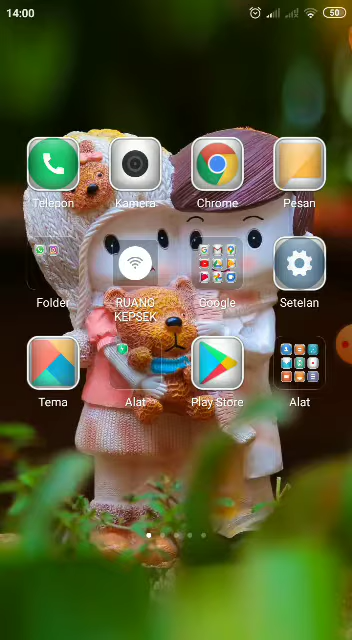 14:00
50
Telepon
Kamera
Chrome
Pesan
Folder
RUANG
KEPSEK
Google
Setelan
Tema
Alat
Play Store
Alat